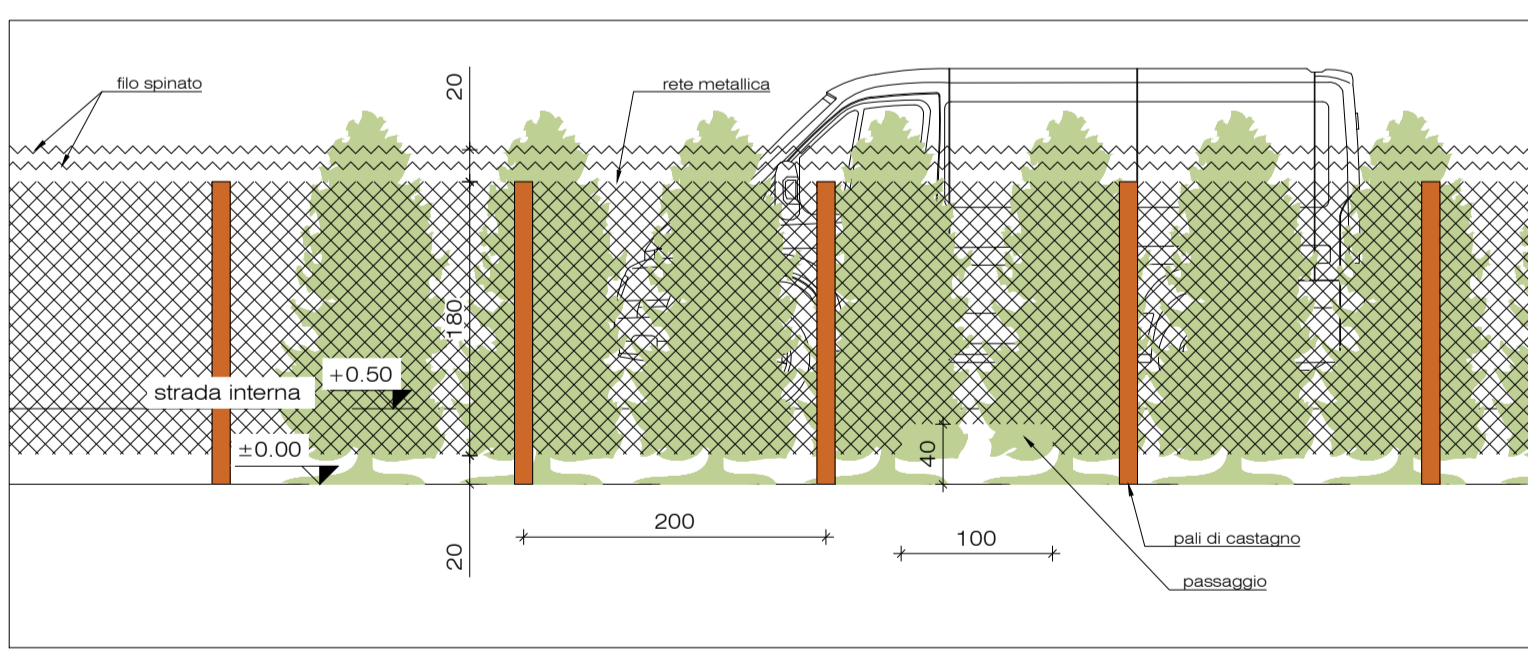 filo spinato
20
rete metallica
180
+0.50
strada interna
±0.00
40
200
100
pali di castagno
20
passaggio